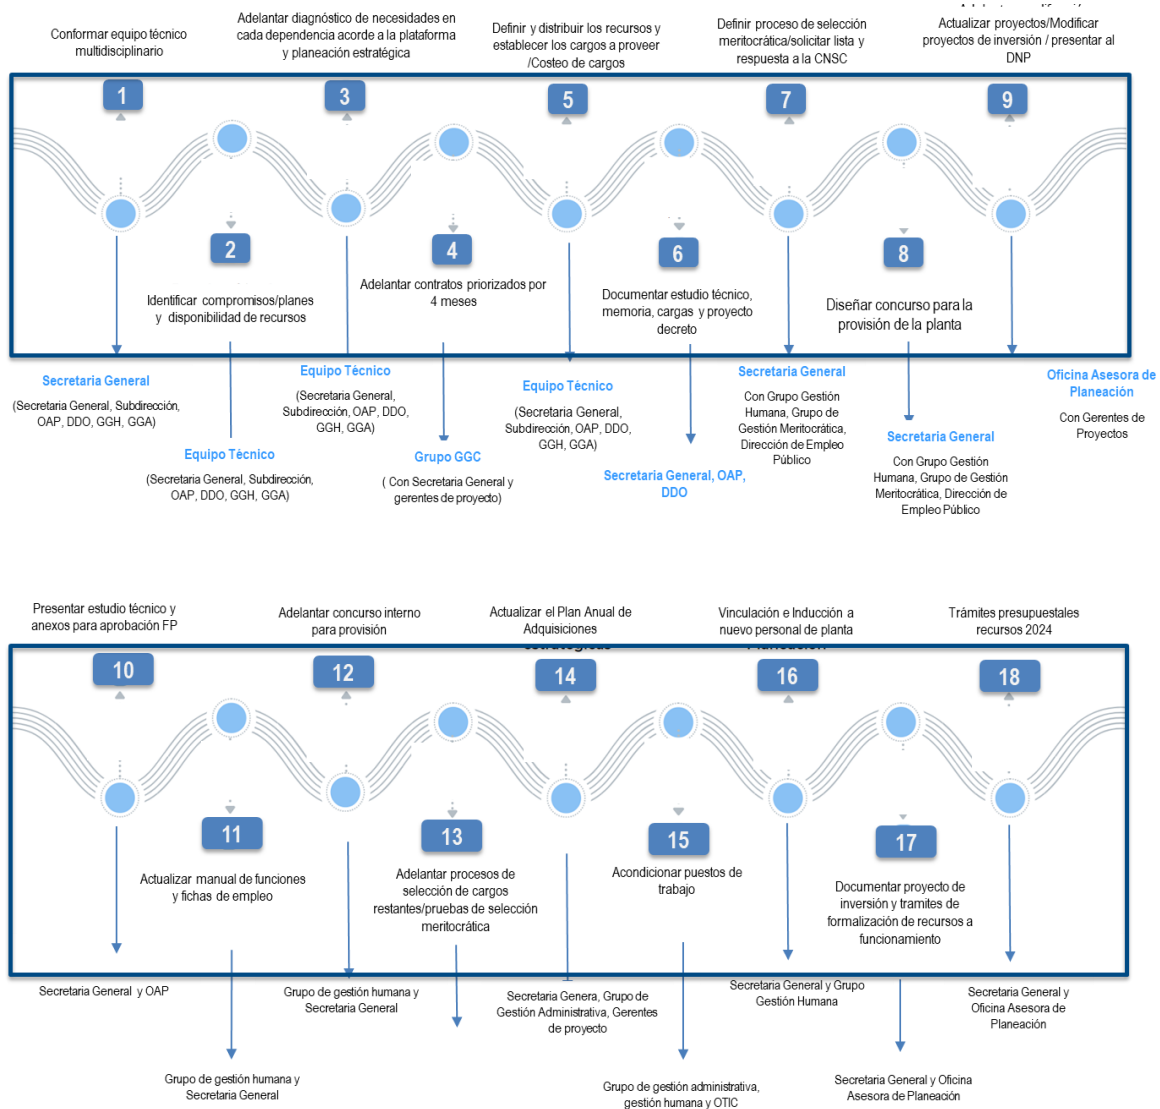 Conformar equipo técnico
multidisciplinario
Adelantar diagnóstico de necesidades en
cada dependencia acorde a la plataforma
y planeación estratégica
Definir y distribuir los recursos y
establecer los cargos a proveer
/Costeo de cargos
Definir proceso de selección
meritocrática/solicitar lista y
respuesta a la CNSC
Actualizar proyectos/Modificar
proyectos de inversión / presentar al
DNP
1
3
5
7
9
2
4
6
8
Identificar compromisos/planes
y disponibilidad de recursos
Adelantar contratos priorizados por
4 meses
Documentar estudio técnico,
memoria, cargas y proyecto
decreto
Diseñar concurso para la
provisión de la planta
Secretaria General
(Secretaria General, Subdirección,
OAP, DDO, GGH, GGA)
Equipo Técnico
(Secretaria General, Subdirección,
OAP, DDO, GGH, GGA)
Equipo Técnico
(Secretaria General,
Subdirección, OAP, DDO,
GGH, GGA)
Grupo GGC
( Con Secretaria General y
gerentes de proyecto)
Equipo Técnico
(Secretaria General,
Subdirección, OAP, DDO,
GGH, GGA)
Secretaria General, OAP,
DDO
Secretaria General
Con Grupo Gestión
Humana, Grupo de
Gestión Meritocrática,
Dirección de Empleo
Público
Secretaria General
Con Grupo Gestión
Humana, Grupo de Gestión
Meritocrática, Dirección de
Empleo Público
Oficina Asesora de
Planeación
Con Gerentes de
Proyectos
Presentar estudio técnico y
anexos para aprobación FP
Adelantar concurso interno
para provisión
Actualizar el Plan Anual de
Adquisiciones
Vinculación e Inducción a
nuevo personal de planta
Trámites presupuestales
recursos 2024
10
12
14
16
18
11
13
15
17
Actualizar manual de funciones
y fichas de empleo
Adelantar procesos de
selección de cargos
restantes/pruebas de selección
meritocrática
Acondicionar puestos de
trabajo
Documentar proyecto de
inversión y tramites de
formalización de recursos a
funcionamiento
Secretaria General y OAP
Grupo de gestión humana y
Secretaria General
Grupo de gestión humana y
Secretaria General
Secretaria Genera, Grupo de
Gestión Administrativa, Gerentes
de proyecto
Grupo de gestión administrativa,
gestión humana y OTIC
Secretaria General y Grupo
Gestión Humana
Secretaria General y Oficina
Asesora de Planeación
Secretaria General y
Oficina Asesora de
Planeación